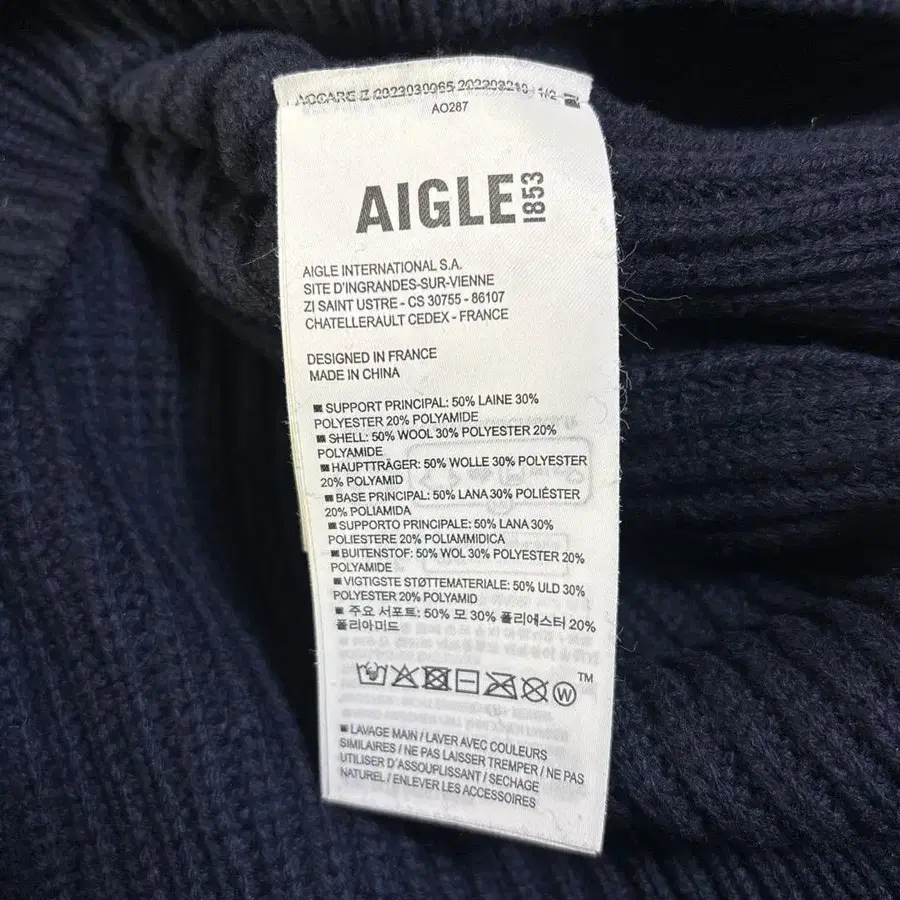 1/2
AO287
AIGLE 1853
AIGLE INTERNATIONAL S.A.
SITE D'INGRANDES-SUR-VIENNE
ZI SAINT USTRE - CS 30755 - 86107
CHATELLERAULT CEDEX - FRANCE
DESIGNED IN FRANCE
MADE IN CHINA
SUPPORT PRINCIPAL: 50% LAINE 30%
POLYESTER 20% POLYAMIDE
SHELL: 50% WOOL 30% POLYESTER 20%
POLYAMIDE
HAUPTTRÄGER: 50% WOLLE 30% POLYESTER
20% POLYAMID
BASE PRINCIPAL: 50% LANA 30% POLIÉSTER
20% POLIAMIDA
SUPPORTO PRINCIPALE: 50% LANA 30%
POLIESTERE 20% POLIAMMIDICA
BUITENSTOF: 50% WOL 30% POLYESTER 20%
POLYAMIDE
VIGTIGSTE STØTTEMATERIALE: 50% ULD 30%
POLYESTER 20% POLYAMID
주요 서포트: 50% 모 30% 폴리에스터 20%
폴리아미드
W TM
LAVAGE MAIN / LAVER AVEC COULEURS
SIMILAIRES / NE PAS LAISSER TREMPER / NE PAS
UTILISER D'ASSOUPLISSANT / SECHAGE
NATUREL / ENLEVER LES ACCESSOIRES